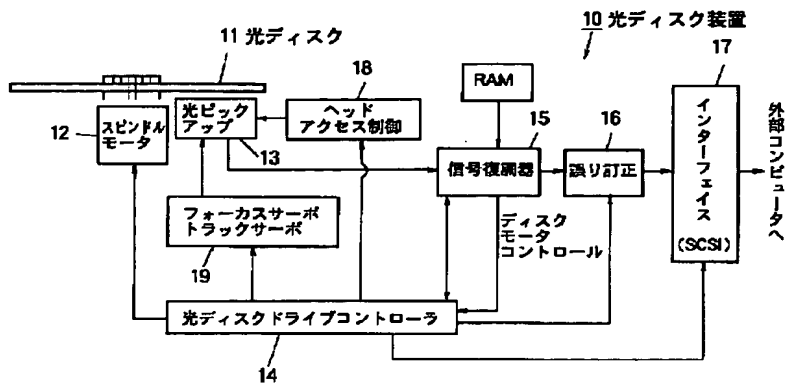 10 光ディスク装置
11 光ディスク
17
18
RAM
12
スピンドル
モータ
光ピック
アップ
13
ヘッド
アクセス制御
15
16
信号復調器
誤り訂正
インターフェイス
(SCSI)
外部コンピュータへ
フォーカスサーボ
トラックサーボ
19
ディスク
モータ
コントロール
光ディスクドライブコントローラ
14